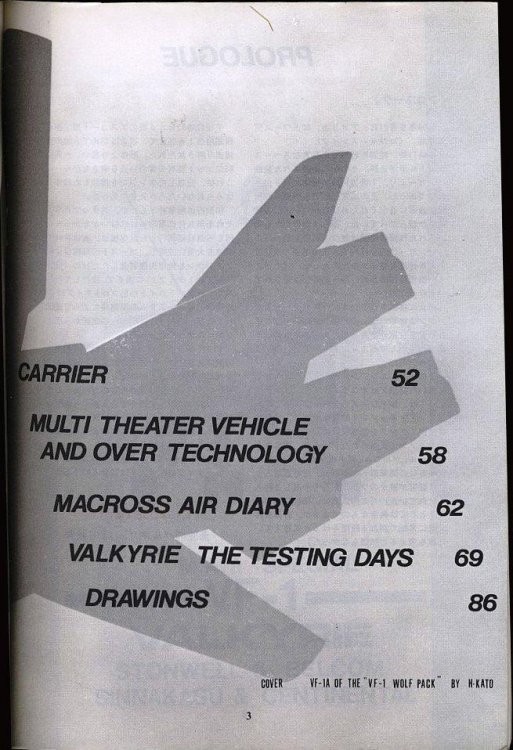 CARRIER 52
MULTI THEATER VEHICLE
AND OVER TECHNOLOGY 58
MACROSS AIR DIARY 62
VALKYRIE THE TESTING DAYS 69
DRAWINGS 86
COVER VF-1A OF THE "VF-1 WOLF PACK" BY H·KATO
3